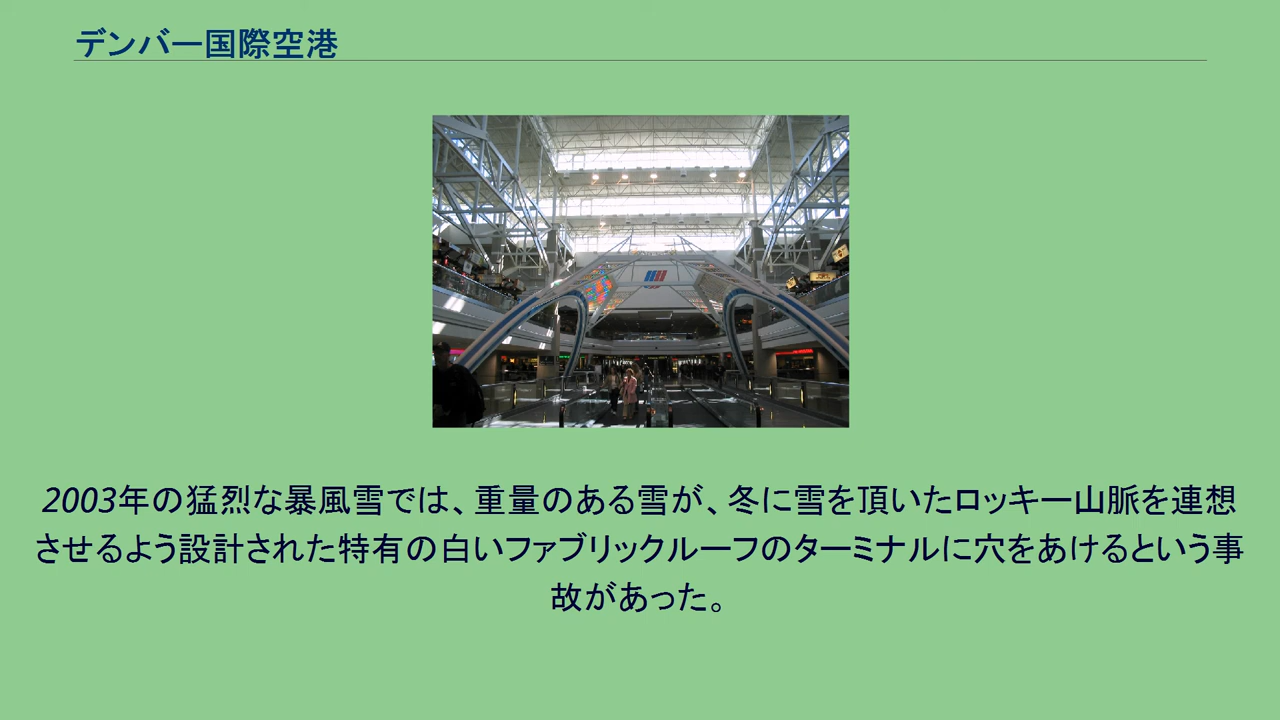 デンバー国際空港
2003年の猛烈な暴風雪では、重量のある雪が、冬に雪を頂いたロッキー山脈を連想
させるよう設計された特有の白いファブリックルーフのターミナルに穴をあけるという事
故があった。